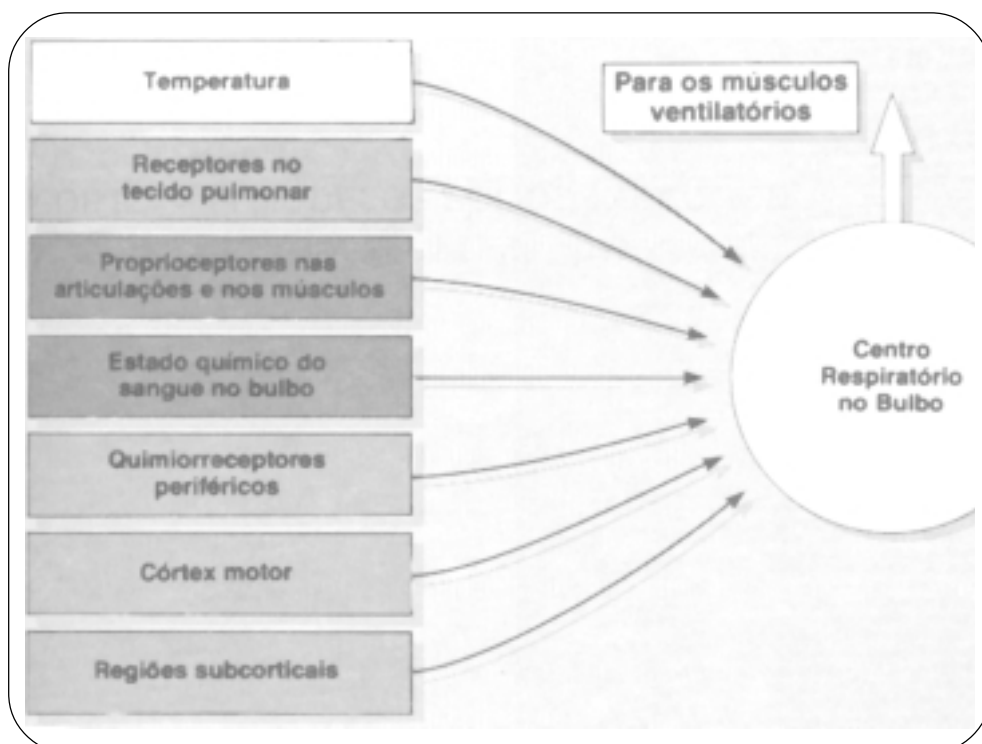 Temperatura
Receptores no
tecido pulmonar
Proprioceptores nas
articulações e nos músculos
Estado químico do
sangue no bulbo
Quimiorreceptores
periféricos
Córtex motor
Regiões subcorticais
Para os músculos
ventilatórios
Centro
Respiratório
no Bulbo